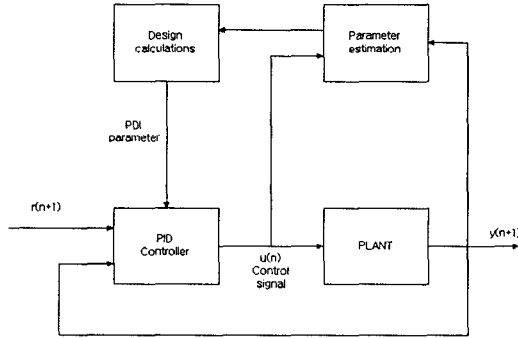 Design
calculations
Parameter
estimation
PDI
parameter
r(n+1)
PID
Controller
u(n)
Control
signal
PLANT
y(n+1)